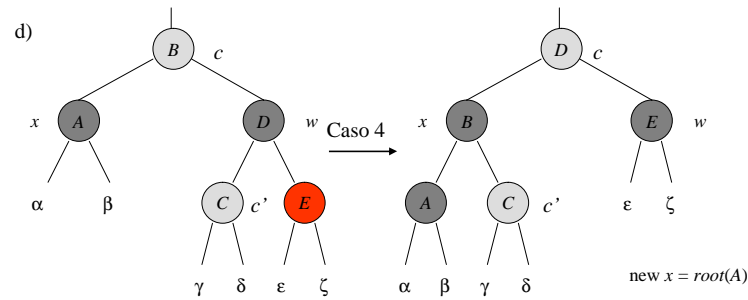 d)
B c D c
x A D w Caso 4 x B E w
C c' E A C c'
α β ε ζ
γ δ ε ζ α β γ δ
new x = root(A)